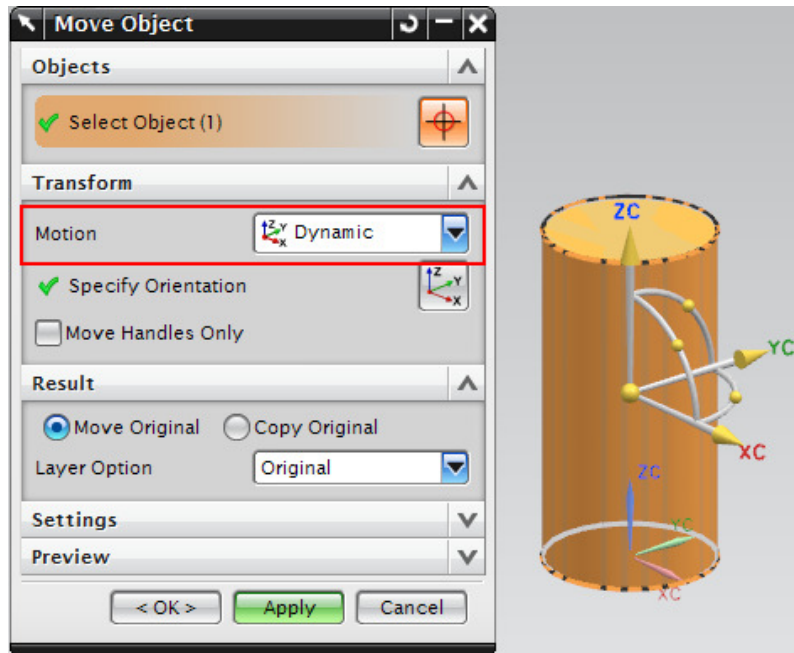 Move Object
Objects
Select Object (1)
Transform
Motion
Z Y X Dynamic
Specify Orientation
Z Y X
Move Handles Only
Result
Move Original Copy Original
Layer Option Original
Settings
Preview
< OK > Apply Cancel
ZC
YC
XC
ZC
YC
XC